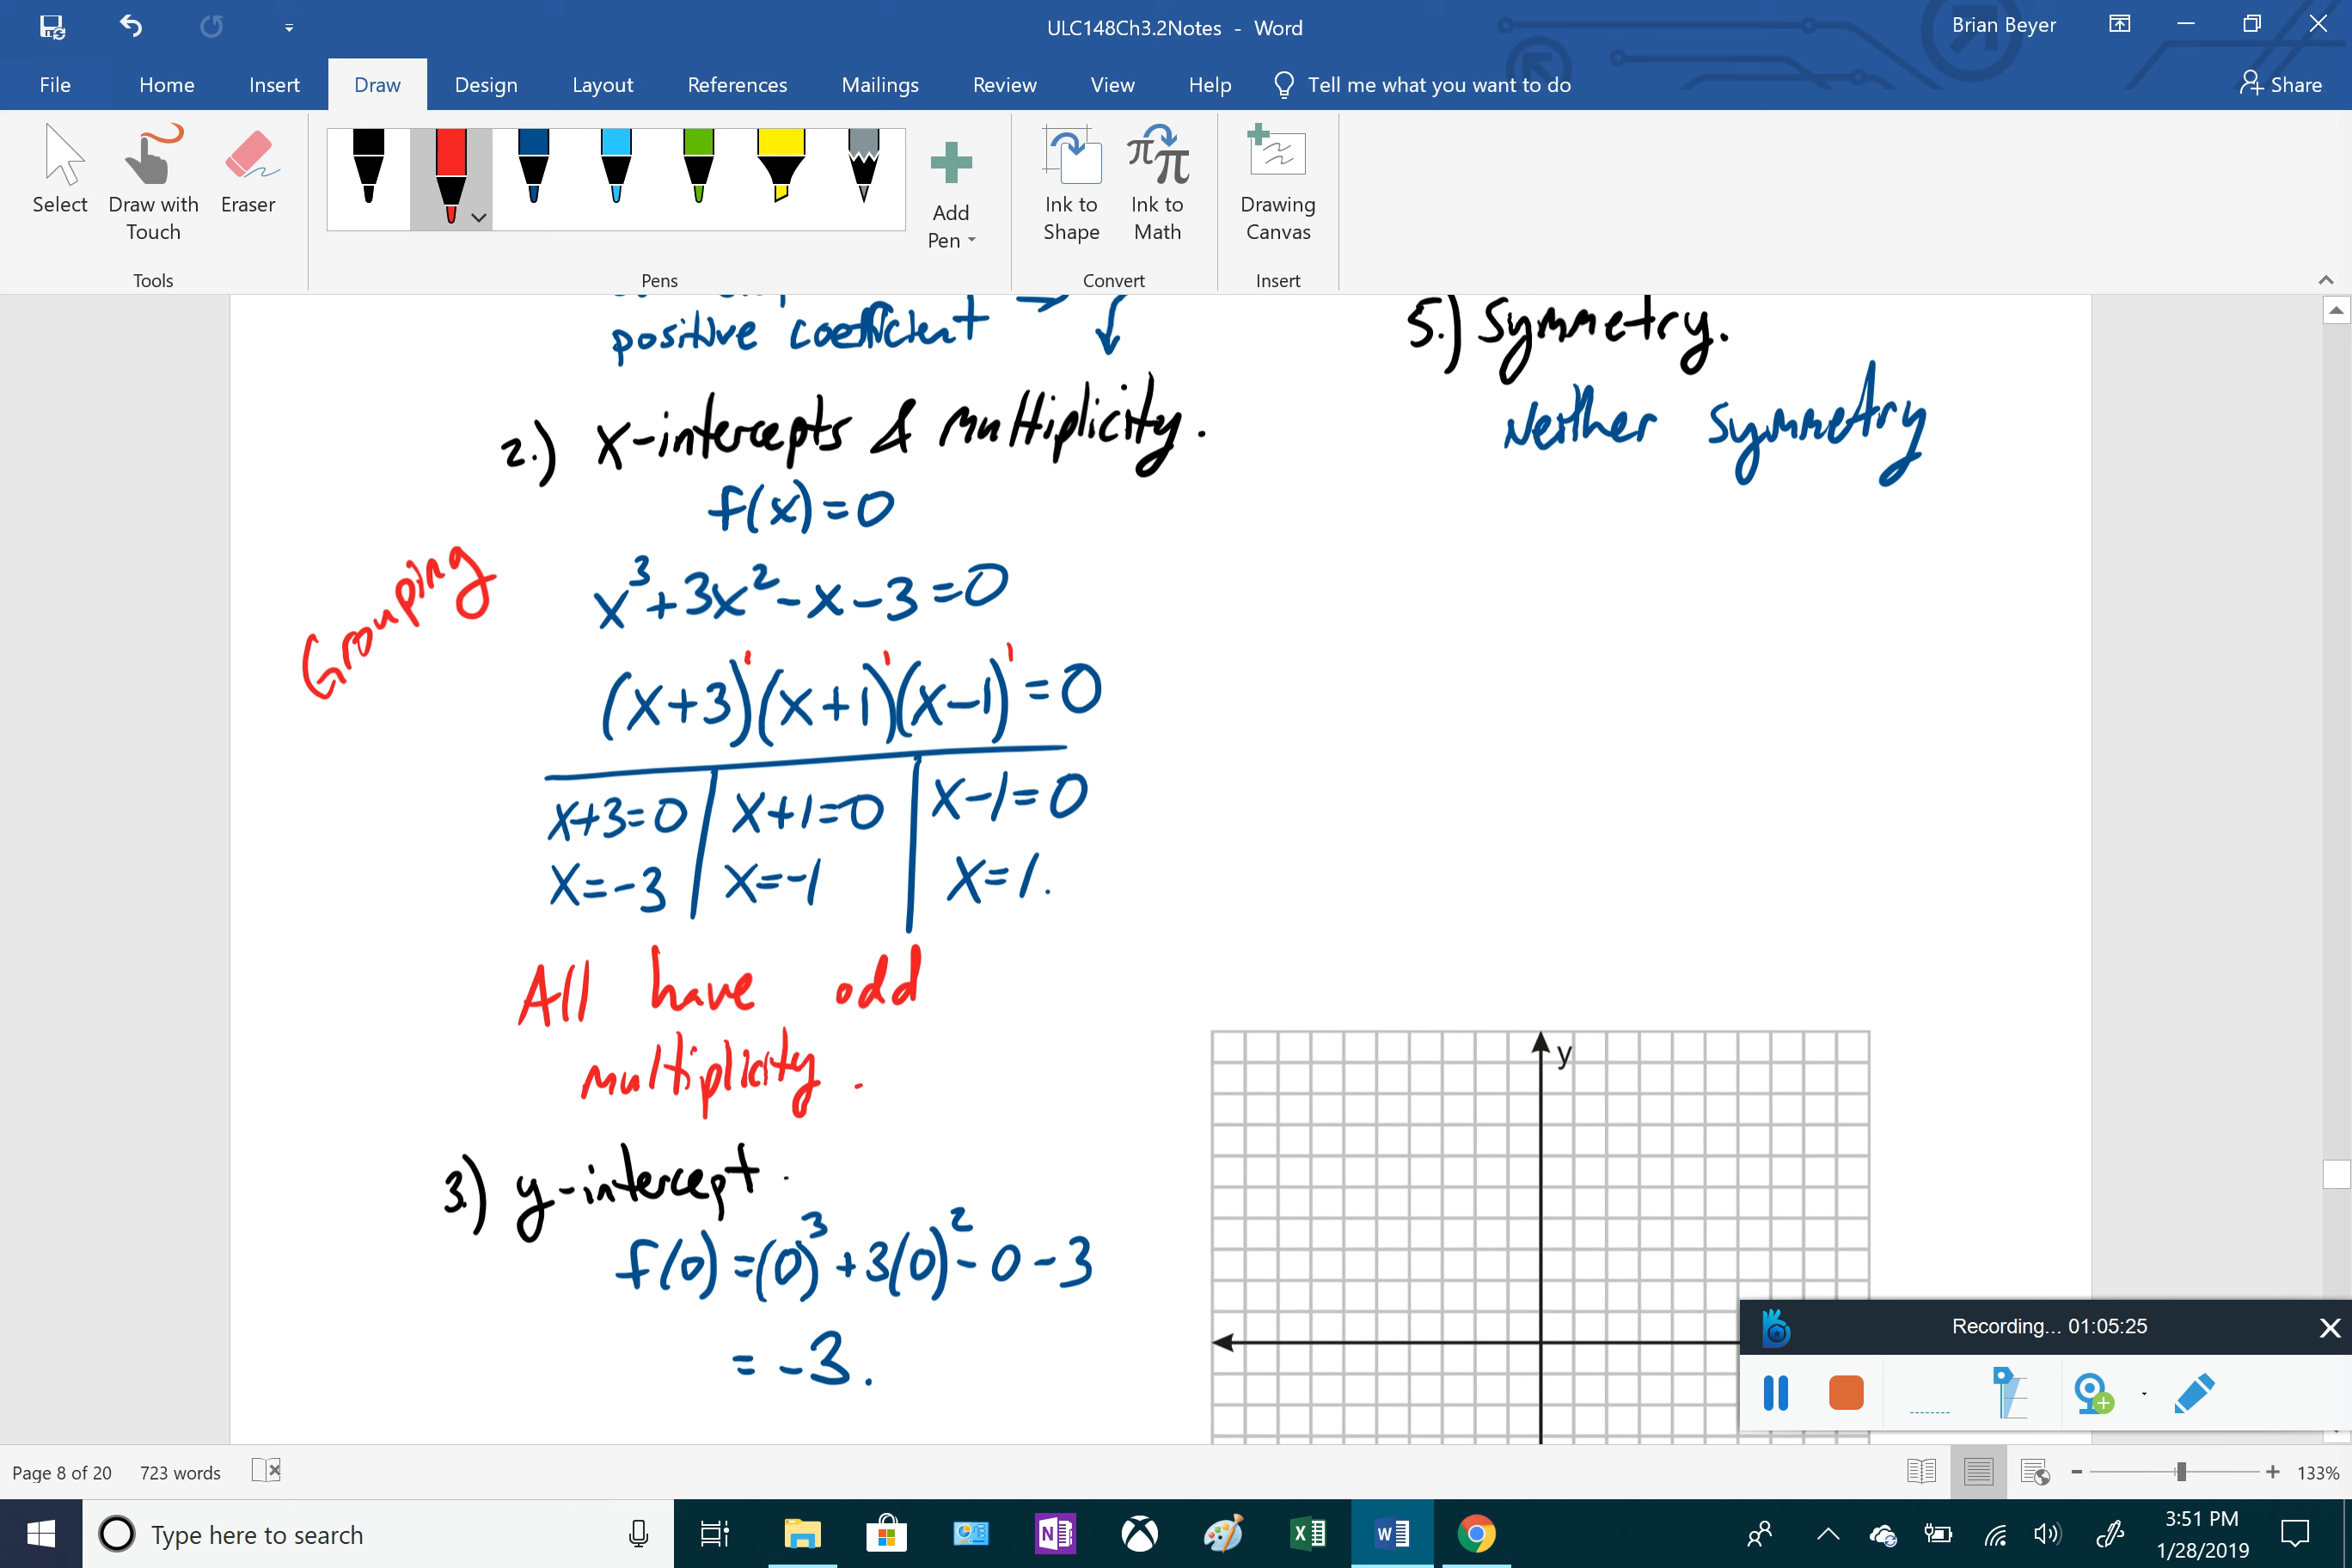 ULC148Ch3.2Notes - Word
Brian Beyer
File Home Insert Draw Design Layout References Mailings Review View Help Tell me what you want to do Share
Select Draw with Touch Eraser
Add Pen
Ink to Shape Ink to Math
Drawing Canvas
Tools Pens Convert Insert
positive coefficient
2.) x-intercepts & multiplicity.
f(x)=0
Grouping
x³+3x²-x-3=0
(x+3)¹(x+1)¹(x-1)¹=0
x+3=0 x+1=0 x-1=0
x=-3 x=-1 x=1.
All have odd
multiplicity.
3.) y-intercept.
f(0)=(0)³+3(0)²-0-3
=-3.
5.) Symmetry.
Neither Symmetry
y
Recording... 01:05:25
Page 8 of 20 723 words
133%
Type here to search
3:51 PM
1/28/2019